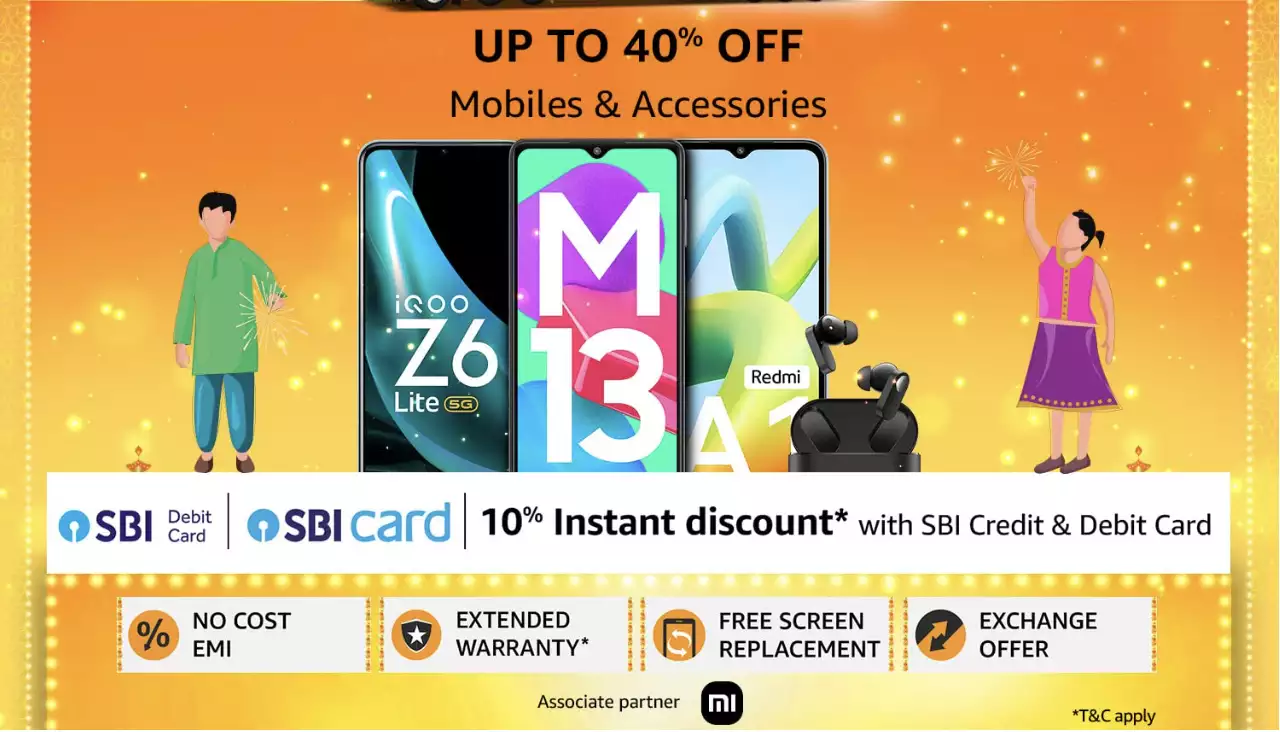 UP TO 40% OFF
Mobiles & Accessories
iQOO
Z6
Lite 5G
M
13
Redmi
A1
SBI Debit Card
SBI card
10% Instant discount* with SBI Credit & Debit Card
NO COST
EMI
EXTENDED
WARRANTY*
FREE SCREEN
REPLACEMENT
EXCHANGE
OFFER
Associate partner mi
*T&C apply